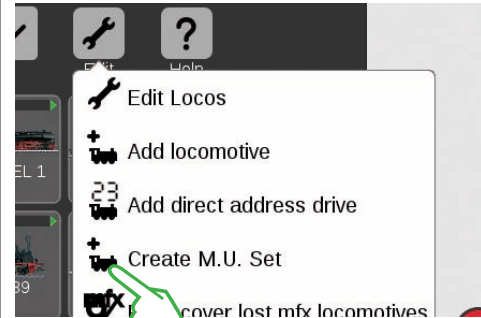 Edit
Help
Edit Locos
Add locomotive
EL 1
23
Add direct address drive
Create M.U. Set
39
mfx
cover lost mfx locomotives